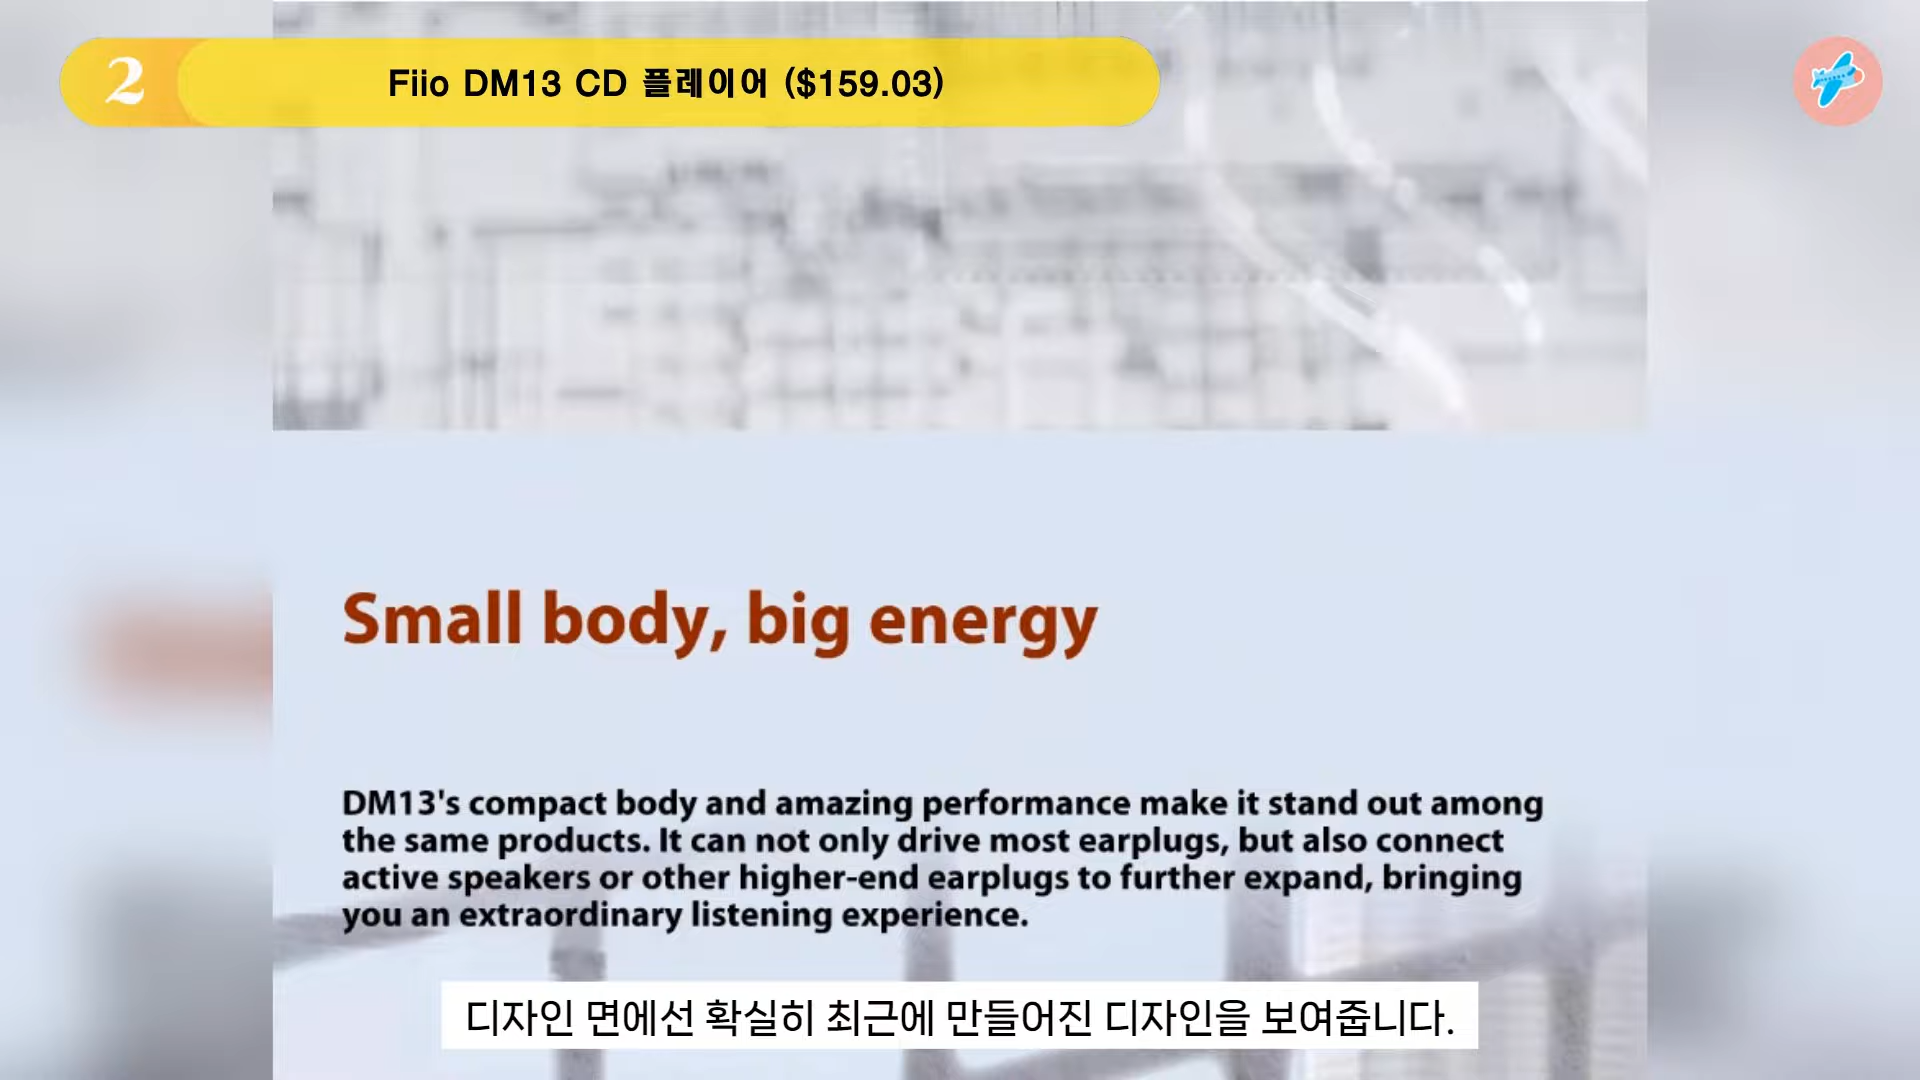 2
Fiio DM13 CD 플레이어 ($159.03)
Small body, big energy
DM13's compact body and amazing performance make it stand out among
the same products. It can not only drive most earplugs, but also connect
active speakers or other higher-end earplugs to further expand, bringing
you an extraordinary listening experience.
디자인 면에선 확실히 최근에 만들어진 디자인을 보여줍니다.